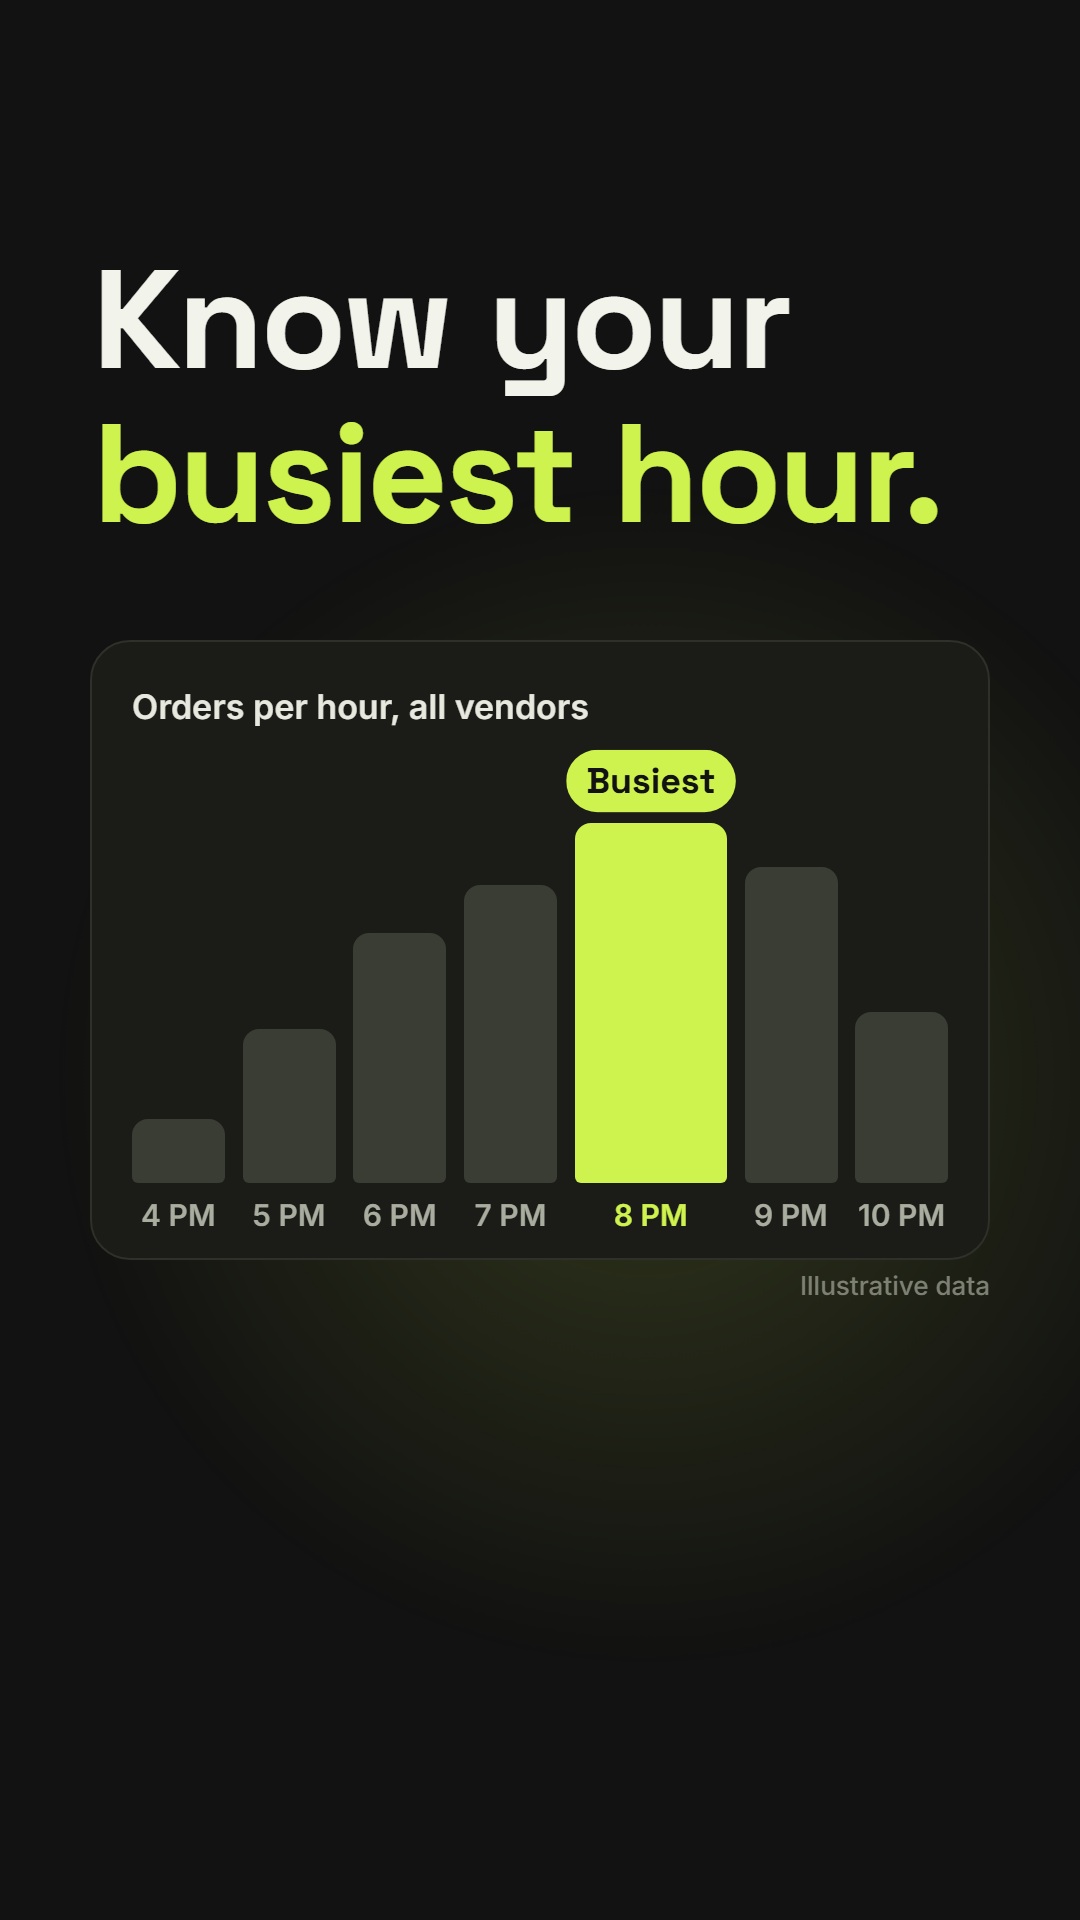 Know your
busiest hour.
Orders per hour, all vendors
Busiest
4 PM 5 PM 6 PM 7 PM 8 PM 9 PM 10 PM
Illustrative data